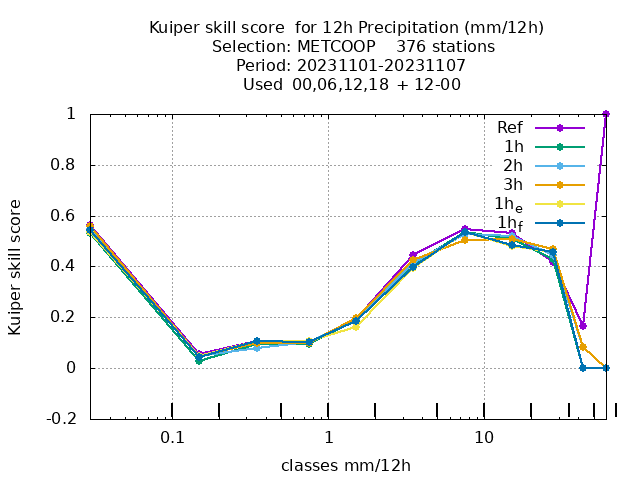 Kuiper skill score for 12h Precipitation (mm/12h)
Selection: METCOOP 376 stations
Period: 20231101-20231107
Used 00,06,12,18 + 12-00
1
0.8
0.6
0.4
0.2
0
-0.2
Kuiper skill score
Ref
1h
2h
3h
1he
1hf
0.1 1 10
classes mm/12h